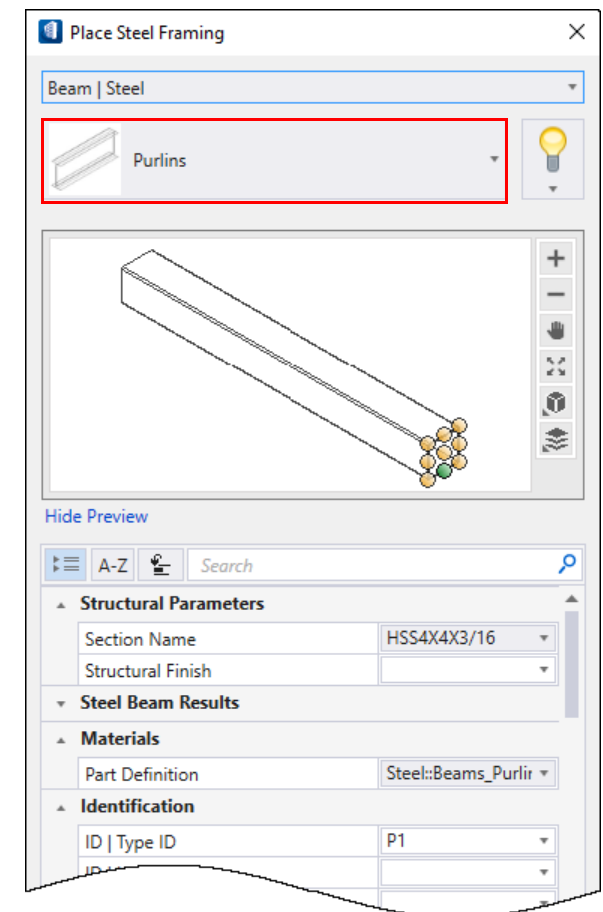 Place Steel Framing
Beam | Steel
Purlins
Hide Preview
A-Z Search
Structural Parameters
Section Name HSS4X4X3/16
Structural Finish
Steel Beam Results
Materials
Part Definition Steel::Beams_Purlin
Identification
ID | Type ID P1